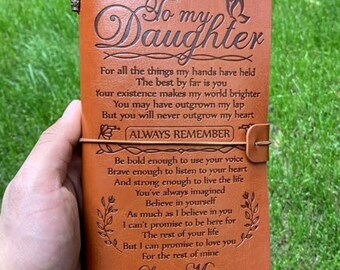 To my
Daughter
For all the things my hands have held
The best by far is you
Your existence makes my world brighter
You may have outgrown my lap
But you will never outgrow my heart
ALWAYS REMEMBER
Be bold enough to use your voice
Brave enough to listen to your heart
And strong enough to live the life
You've always imagined
Believe in yourself
As much as I believe in you
I can't promise to be here for
The rest of your life
But I can promise to love you
For the rest of mine